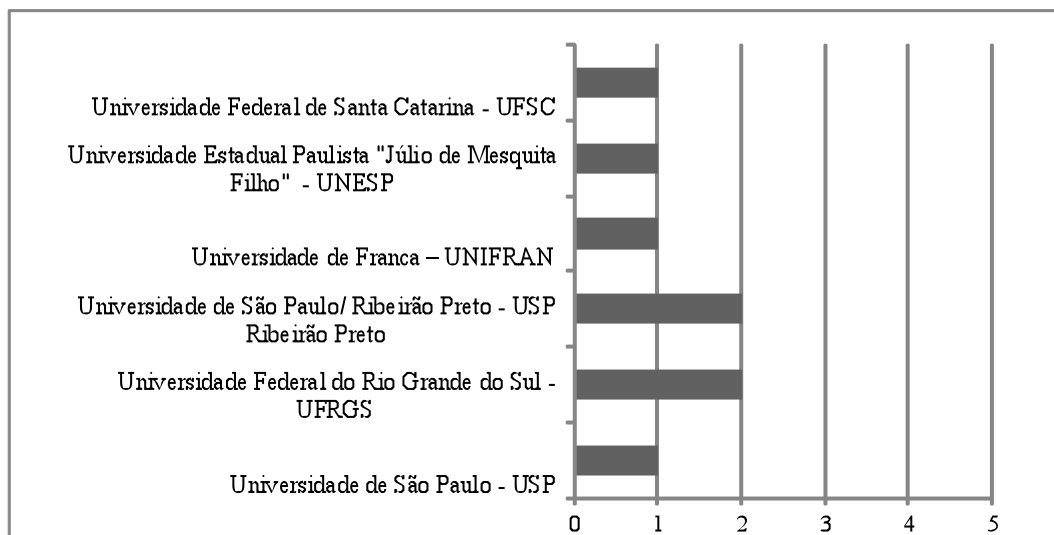 Universidade Federal de Santa Catarina - UFSC
Universidade Estadual Paulista "Júlio de Mesquita
Filho" - UNESP
Universidade de Franca – UNIFRAN
Universidade de São Paulo/ Ribeirão Preto - USP
Ribeirão Preto
Universidade Federal do Rio Grande do Sul -
UFRGS
Universidade de São Paulo - USP
0 1 2 3 4 5